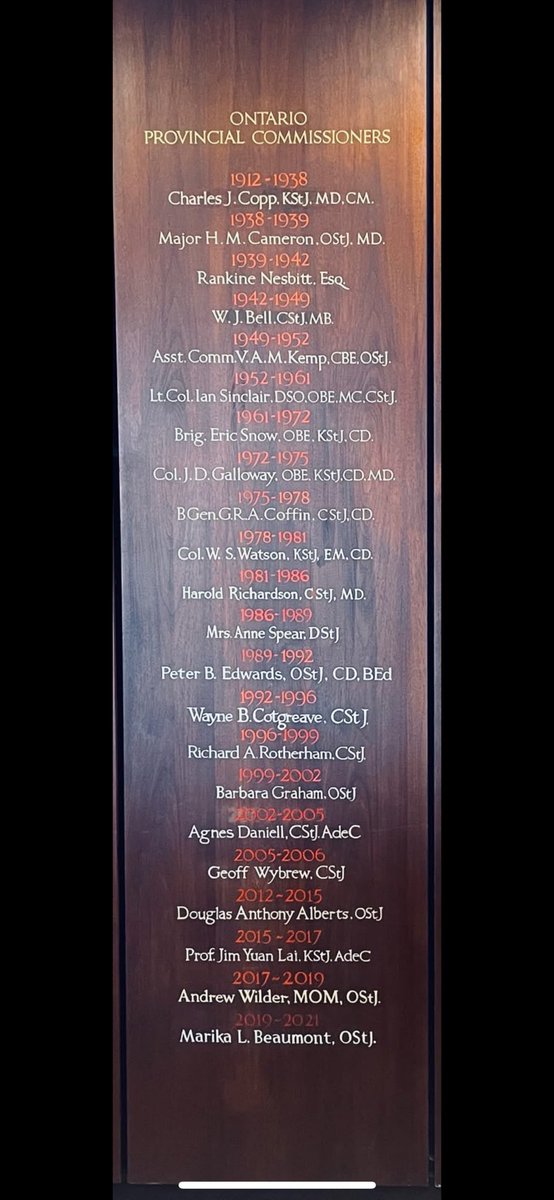 ONTARIO
PROVINCIAL COMMISSIONERS
1912-1938
Charles J. Copp, KStJ, MD, CM.
1938-1939
Major H. M. Cameron, OStJ, MD.
1939-1942
Rankine Nesbitt, Esq.
1942-1949
W. J. Bell, CStJ, MB.
1949-1952
Asst. Comm. V. A. M. Kemp, CBE, OStJ.
1952-1961
Lt. Col. Ian Sinclair, DSO, OBE, MC, CStJ.
1961-1972
Brig. Eric Snow, OBE, KStJ, CD.
1972-1975
Col. J. D. Galloway, OBE, KStJ, CD, MD.
1975-1978
BGen. G.R.A. Coffin, CStJ, CD.
1978-1981
Col. W. S. Watson, KStJ, EM, CD.
1981-1986
Harold Richardson, CStJ, MD.
1986-1989
Mrs. Anne Spear, DStJ
1989-1992
Peter B. Edwards, OStJ, CD, BEd
1992-1996
Wayne B. Cotgreave, CStJ.
1996-1999
Richard A. Rotherham, CStJ.
1999-2002
Barbara Graham, OStJ
2002-2005
Agnes Daniell, CStJ. AdeC
2005-2006
Geoff Wybrew, CStJ
2012-2015
Douglas Anthony Alberts, OStJ
2015-2017
Prof. Jim Yuan Lai, KStJ. AdeC
2017-2019
Andrew Wilder, MOM, OStJ.
2019-2021
Marika L. Beaumont, OStJ.